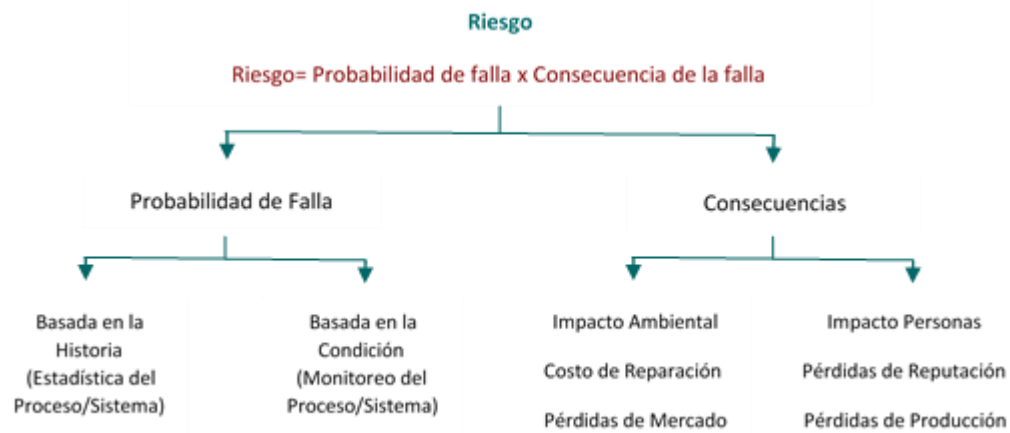 Riesgo
Riesgo= Probabilidad de falla x Consecuencia de la falla
Probabilidad de Falla
Consecuencias
Basada en la
Historia
(Estadística del
Proceso/Sistema)
Basada en la
Condición
(Monitoreo del
Proceso/Sistema)
Impacto Ambiental
Costo de Reparación
Pérdidas de Mercado
Impacto Personas
Pérdidas de Reputación
Pérdidas de Producción